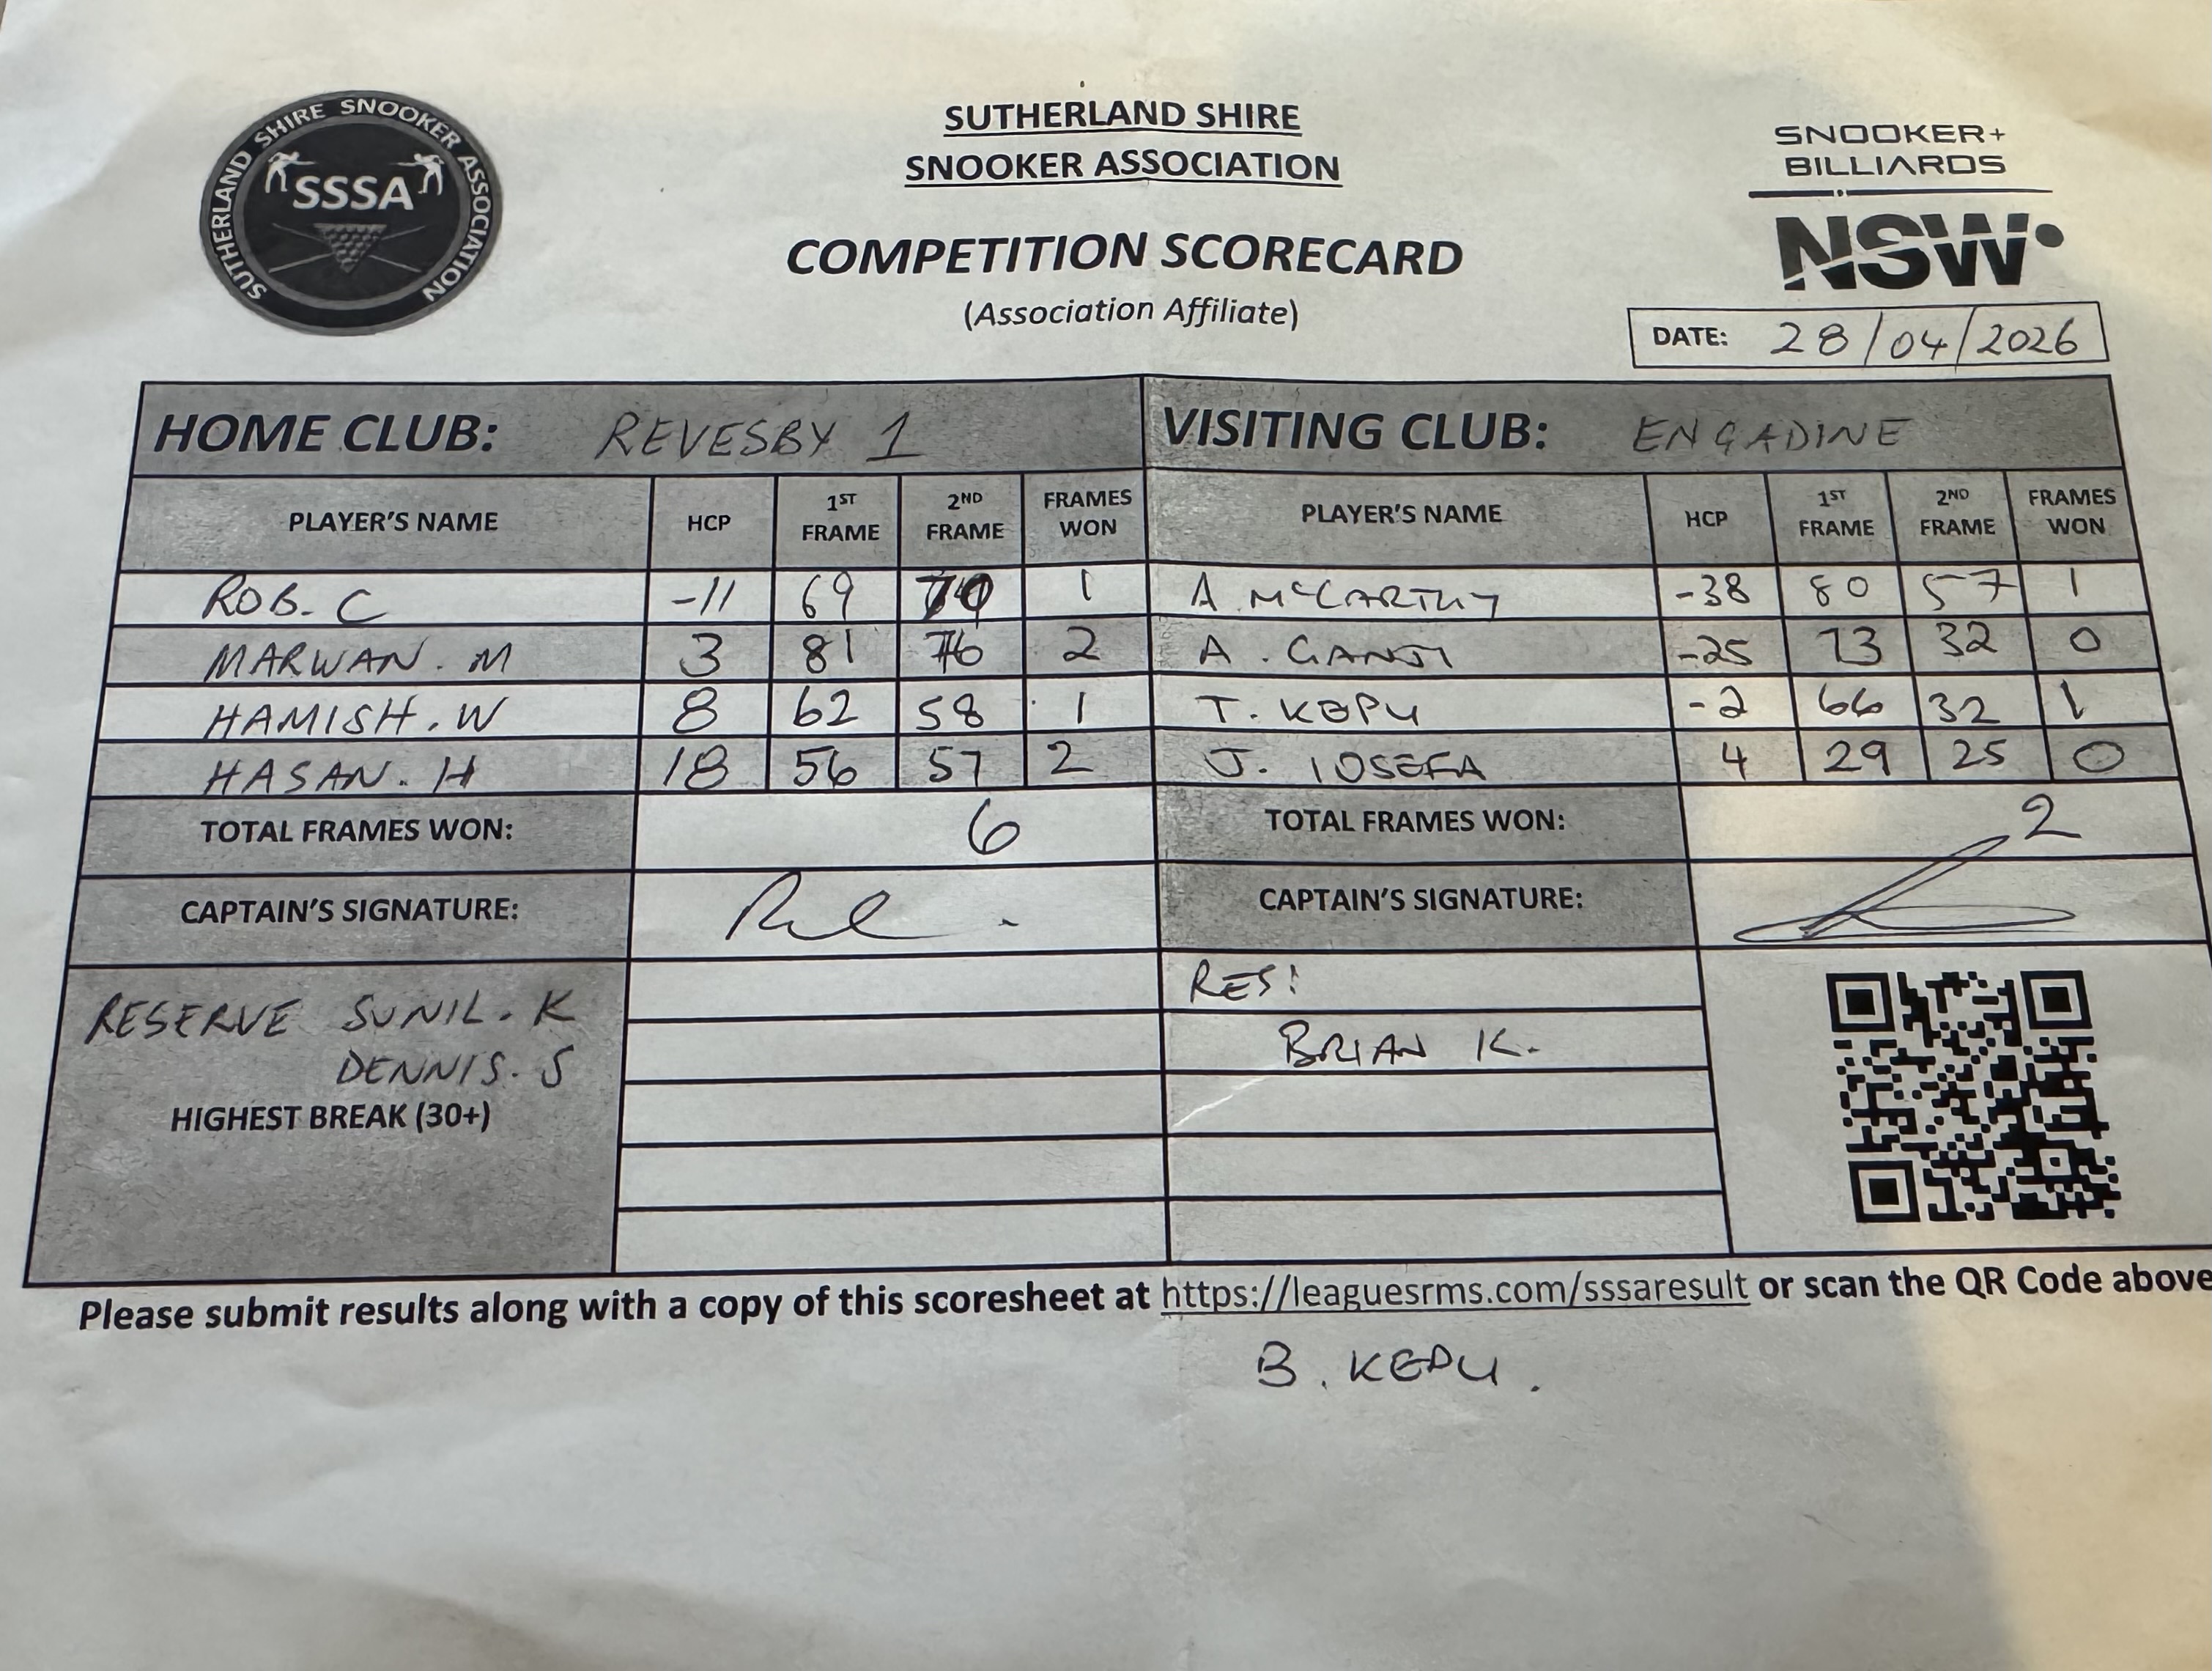 SUTHERLAND SHIRE SNOOKER ASSOCIATION
SSSA
SUTHERLAND SHIRE
SNOOKER ASSOCIATION
COMPETITION SCORECARD
(Association Affiliate)
SNOOKER+
BILLIARDS
NSW
DATE: 28/04/2026
HOME CLUB: REVESBY 1 VISITING CLUB: ENGADINE
PLAYER'S NAME HCP 1ST FRAME 2ND FRAME FRAMES WON PLAYER'S NAME HCP 1ST FRAME 2ND FRAME FRAMES WON
ROB. C -11 69 1 A McCARTHY -38 80 57 1
MARWAN. M 3 81 76 2 A. 25 73 32 0
HAMISH. W 8 62 58 1 T. KEPU -2 66 32 1
HASAN. H 18 56 57 2 J. IOSEFA 4 29 25 0
TOTAL FRAMES WON: 6 TOTAL FRAMES WON: 2
CAPTAIN'S SIGNATURE: CAPTAIN'S SIGNATURE:
RESERVE SUNIL. K
DENNIS. S
HIGHEST BREAK (30+)
RES:
BRIAN K.
Please submit results along with a copy of this scoresheet at https://leaguesrms.com/sssaresult or scan the QR Code above
B. KEPU.